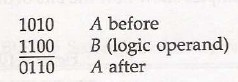 1010 A before
1100 B (logic operand)
0110 A after